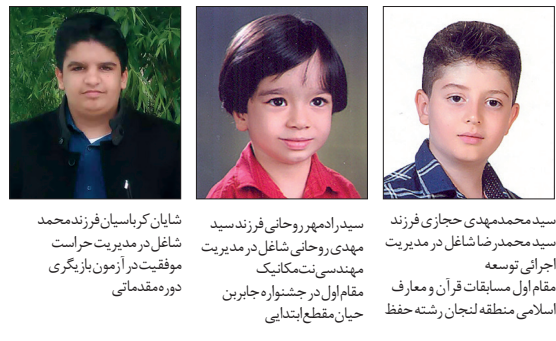 سیدمحمدمهدی حجازی فرزند
سیدمحمدرضا شاغل در مدیریت
اجرائی توسعه
مقام اول مسابقات قرآن و معارف
اسلامی منطقه لنجان رشته حفظ
سیدرادمهر روحانی فرزند سید
مهدی روحانی شاغل در مدیریت
مهندسی نت مکانیک
مقام اول در جشنواره جابربن
حیان مقطع ابتدایی
شایان کرباسیان فرزند محمد
شاغل در مدیریت حراست
موفقیت در آزمون بازیگری
دوره مقدماتی